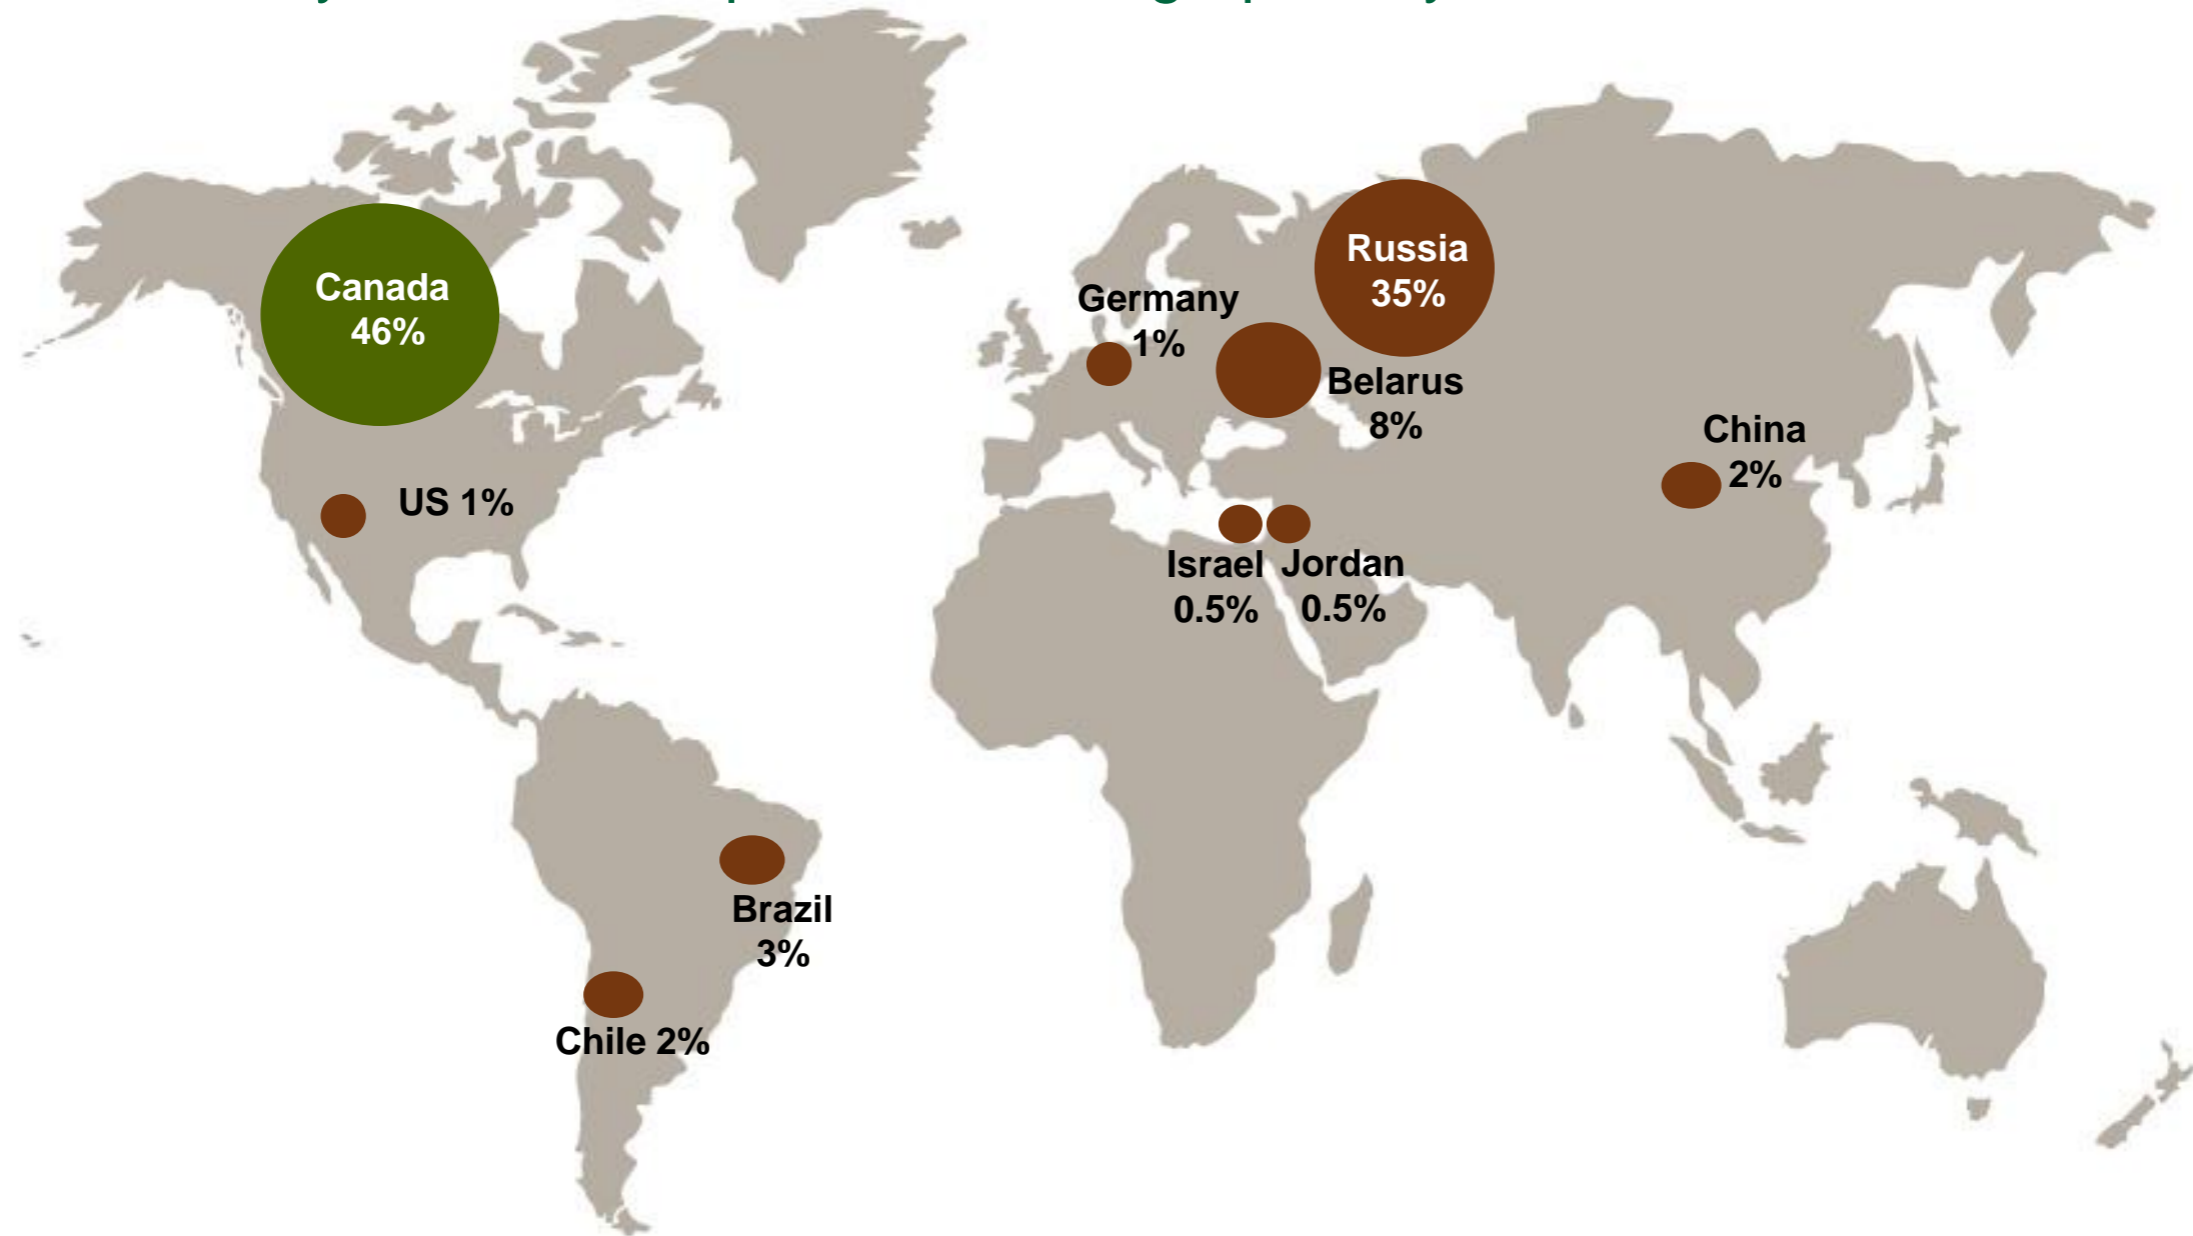 Canada
46%
Russia
35%
Germany
1%
Belarus
8%
China
2%
US 1%
Israel
0.5%
Jordan
0.5%
Brazil
3%
Chile 2%